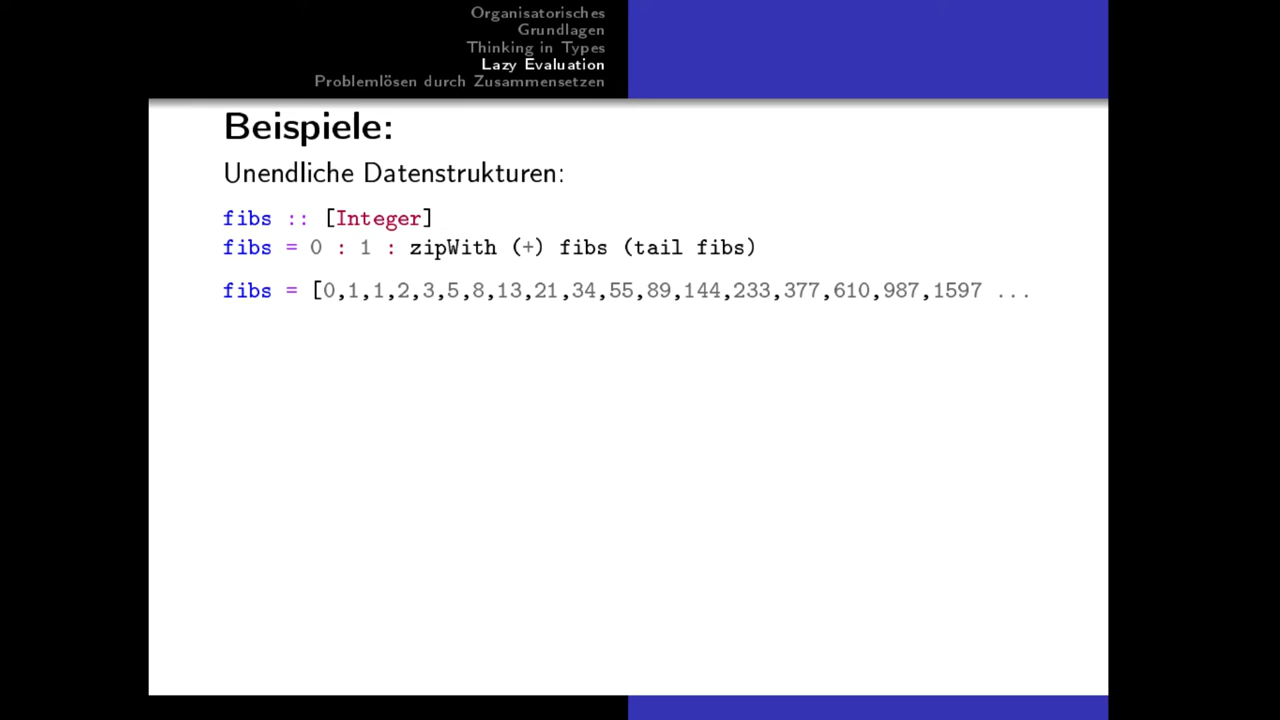 Organisatorisches
Grundlagen
Thinking in Types
Lazy Evaluation
Problemlösen durch Zusammensetzen
Beispiele:
Unendliche Datenstrukturen:
fibs :: [Integer]
fibs = 0 : 1 : zipWith (+) fibs (tail fibs)
fibs = [0,1,1,2,3,5,8,13,21,34,55,89,144,233,377,610,987,1597 ...